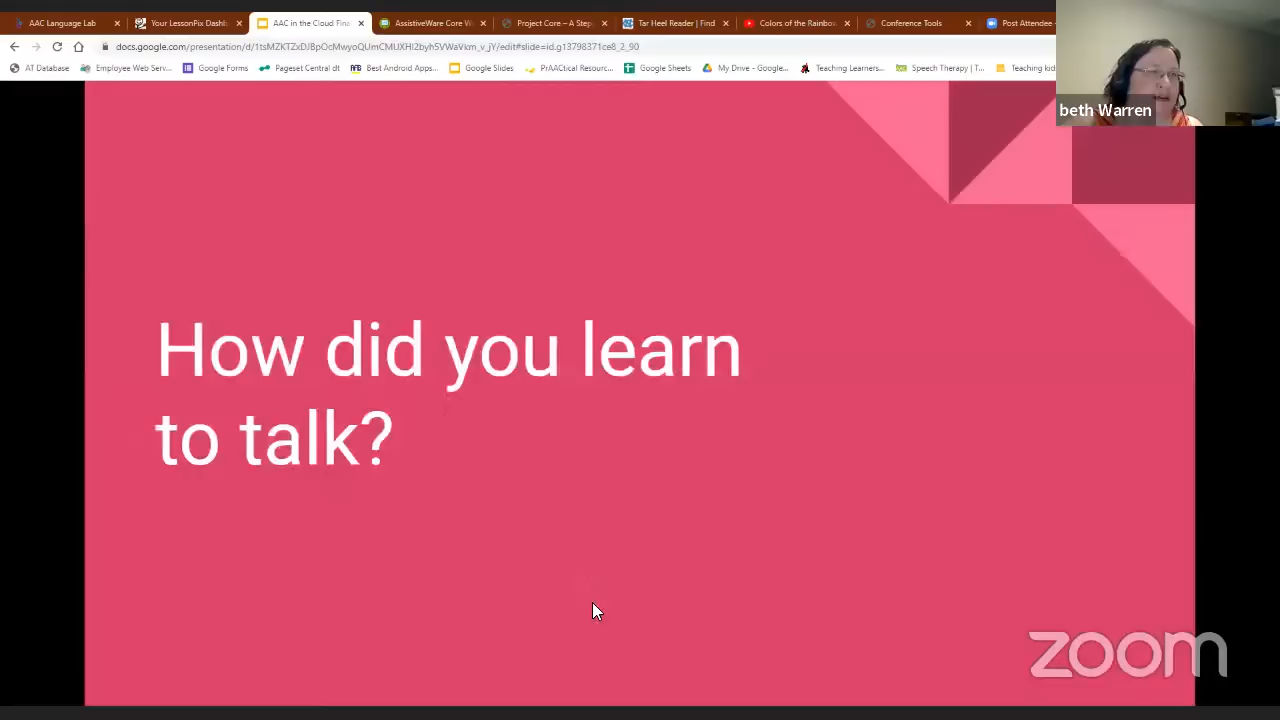 AAC Language Lab
Your LessonPix Dashb
AAC in the Cloud Fina
AssistiveWare Core W
Project Core – A Step
Tar Heel Reader | Find
Colors of the Rainbow
Conference Tools
Post Attendee -
AT Database
Employee Web Serv...
Google Forms
Pageset Central dt
Best Android Apps...
Google Slides
PrAACtical Resourc...
Google Sheets
My Drive - Google...
Teaching Learners...
Speech Therapy | T...
Teaching kid
beth Warren
How did you learn
to talk?
zoom